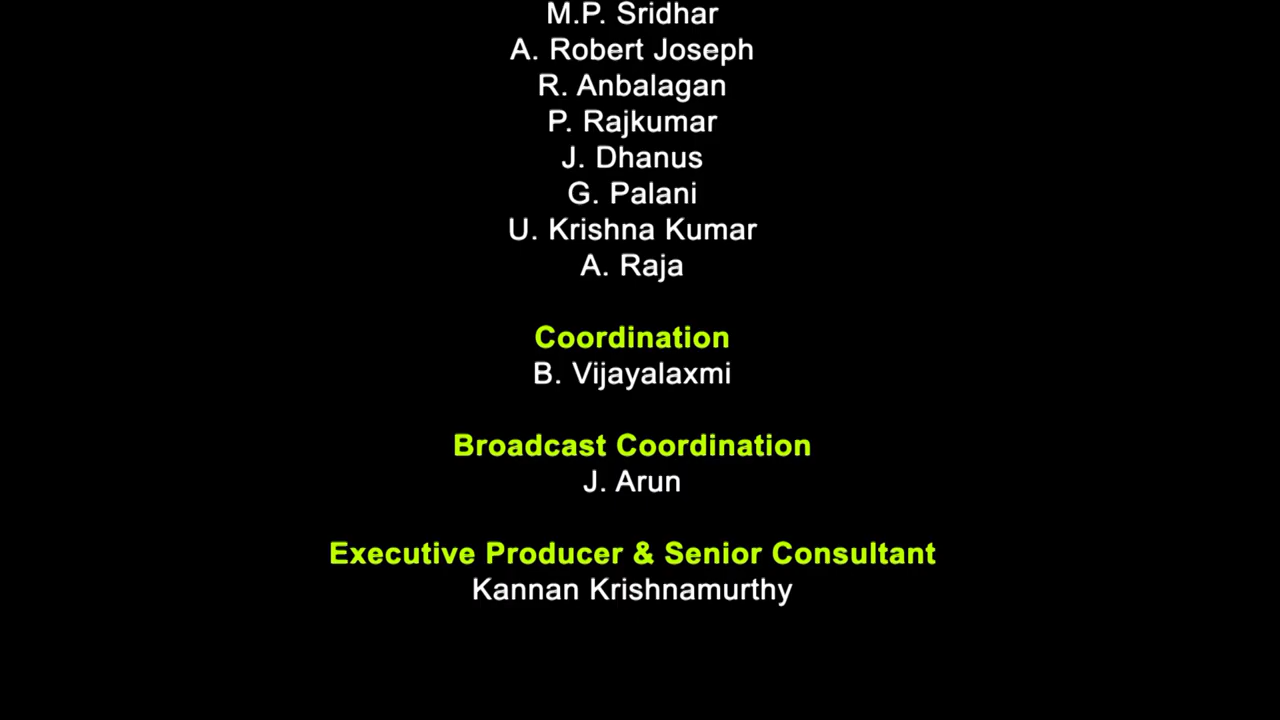 M.P. Sridhar
A. Robert Joseph
R. Anbalagan
P. Rajkumar
J. Dhanus
G. Palani
U. Krishna Kumar
A. Raja
Coordination
B. Vijayalaxmi
Broadcast Coordination
J. Arun
Executive Producer & Senior Consultant
Kannan Krishnamurthy